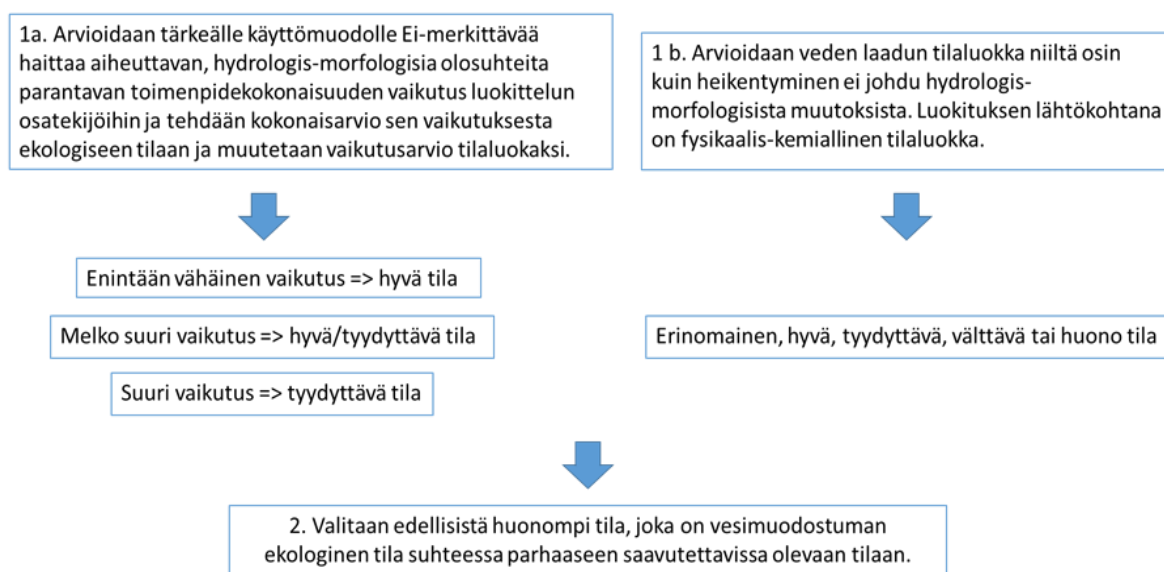 1a. Arvioidaan tärkeälle käyttömuodolle Ei-merkittävää
haittaa aiheuttavan, hydrologis-morfologisia olosuhteita
parantavan toimenpidekokonaisuuden vaikutus luokittelun
osatekijöihin ja tehdään kokonaisarvio sen vaikutuksesta
ekologiseen tilaan ja muutetaan vaikutusarvio tilaluokaksi.
Enintään vähäinen vaikutus => hyvä tila
Melko suuri vaikutus => hyvä/tyydyttävä tila
Suuri vaikutus => tyydyttävä tila
1 b. Arvioidaan veden laadun tilaluokka niiltä osin
kuin heikentyminen ei johdu hydrologis-
morfologisista muutoksista. Luokituksen lähtökohtana
on fysikaalis-kemiallinen tilaluokka.
Erinomainen, hyvä, tyydyttävä, välttävä tai huono tila
2. Valitaan edellisistä huonompi tila, joka on vesimuodostuman
ekologinen tila suhteessa parhaaseen saavutettavissa olevaan tilaan.